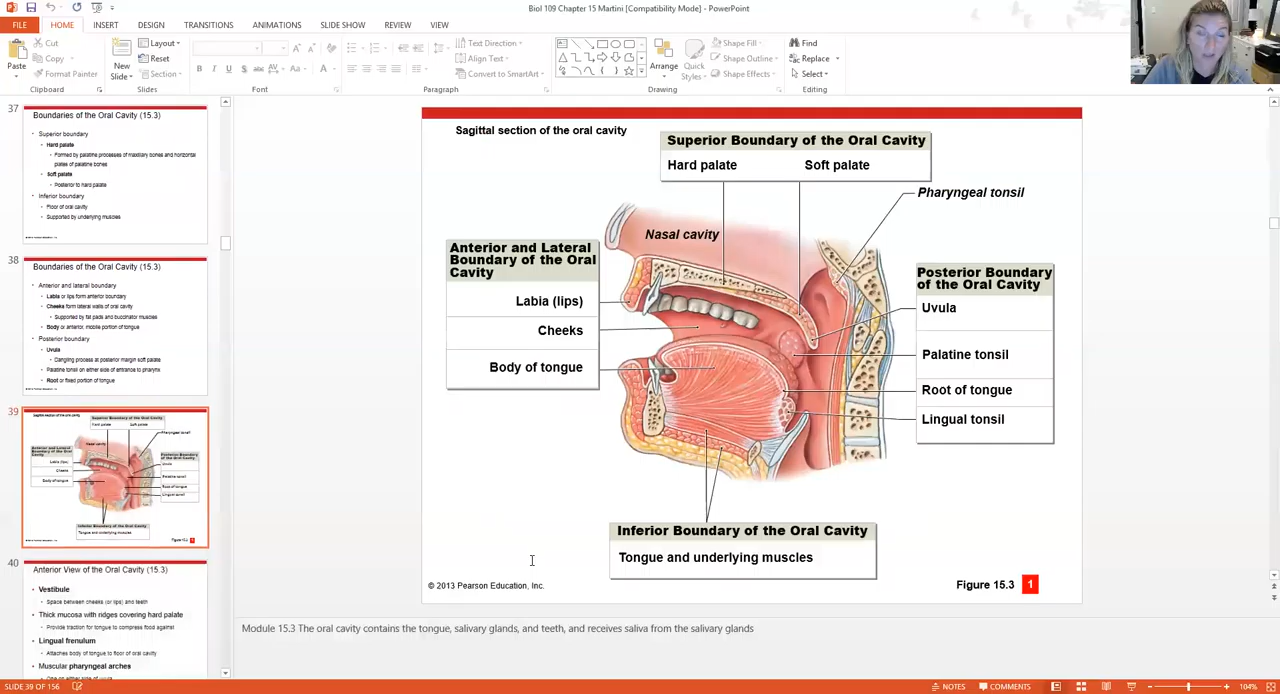 Biol 109 Chapter 15 Martini [Compatibility Mode] - PowerPoint
FILE HOME INSERT DESIGN TRANSITIONS ANIMATIONS SLIDE SHOW REVIEW VIEW
Paste
Cut
Copy
Format Painter
Clipboard
New Slide
Layout
Reset
Section
Slides
Font
Text Direction
Align Text
Convert to SmartArt
Paragraph
Arrange
Quick Styles
Shape Fill
Shape Outline
Shape Effects
Drawing
Find
Replace
Select
Editing
37
Boundaries of the Oral Cavity (15.3)
Superior boundary
Hard palate
Formed by palatine processes of maxillary bones and horizontal
plates of palatine bones
Soft palate
Posterior to hard palate
Inferior boundary
Floor of oral cavity
Supported by underlying muscles
38
Boundaries of the Oral Cavity (15.3)
Anterior and lateral boundary
Labia or lips form anterior boundary
Cheeks form lateral walls of oral cavity
Supported by fat pads and buccinator muscles
Body or anterior, mobile portion of tongue
Posterior boundary
Uvula
Dangling process at posterior margin soft palate
Palatine tonsil on either side of entrance to pharynx
Root or fixed portion of tongue
39
40
Anterior View of the Oral Cavity (15.3)
Vestibule
Space between cheeks (or lips) and teeth
Thick mucosa with ridges covering hard palate
Provide traction for tongue to compress food against
Lingual frenulum
Attaches body of tongue to floor of oral cavity
Muscular pharyngeal arches
Sagittal section of the oral cavity
Superior Boundary of the Oral Cavity
Hard palate Soft palate
Pharyngeal tonsil
Nasal cavity
Anterior and Lateral
Boundary of the Oral
Cavity
Labia (lips)
Cheeks
Body of tongue
Posterior Boundary
of the Oral Cavity
Uvula
Palatine tonsil
Root of tongue
Lingual tonsil
Inferior Boundary of the Oral Cavity
Tongue and underlying muscles
© 2013 Pearson Education, Inc.
Figure 15.3 1
Module 15.3 The oral cavity contains the tongue, salivary glands, and teeth, and receives saliva from the salivary glands
SLIDE 39 OF 156
NOTES COMMENTS 104%